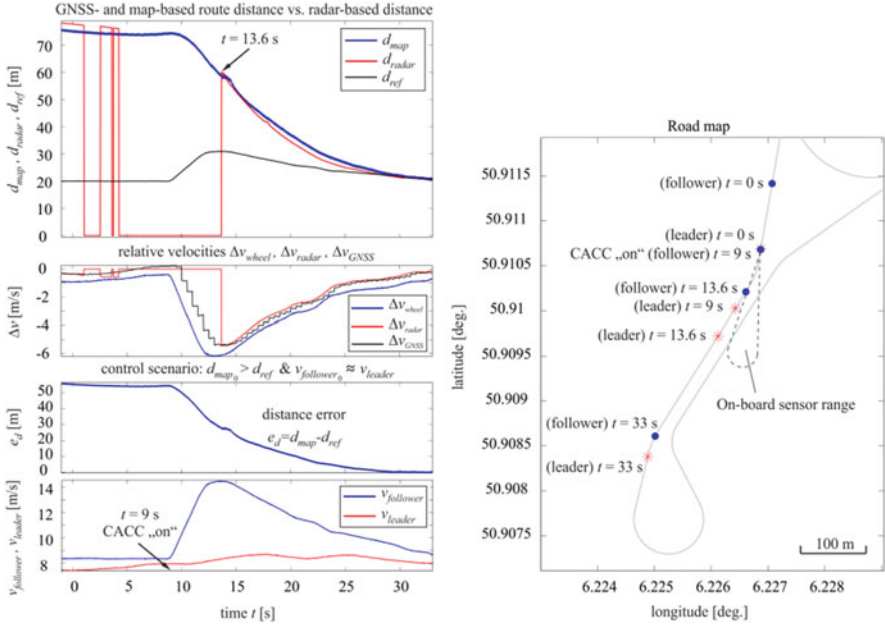 GNSS- and map-based route distance vs. radar-based distance
d_map, d_radar, d_ref [m]
70
60
50
40
30
20
10
0
t = 13.6 s
d_map
d_radar
d_ref
relative velocities Δv_wheel, Δv_radar, Δv_GNSS
Δv [m/s]
0
-2
-4
-6
Δv_wheel
Δv_radar
Δv_GNSS
control scenario: d_map_0 > d_ref & v_follower_0 ≈ v_leader
e_d [m]
50
40
30
20
10
0
distance error
e_d=d_map-d_ref
v_follower, v_leader [m/s]
14
12
10
8
t = 9 s
CACC „on“
v_follower
v_leader
0 5 10 15 20 25 30
time t [s]
Road map
latitude [deg.]
50.9115
50.911
50.9105
50.91
50.9095
50.909
50.9085
50.908
50.9075
(follower) t = 0 s
(leader) t = 0 s
CACC „on“ (follower) t = 9 s
(follower) t = 13.6 s
(leader) t = 9 s
(leader) t = 13.6 s
On-board sensor range
(follower) t = 33 s
(leader) t = 33 s
100 m
6.224 6.225 6.226 6.227 6.228
longitude [deg.]